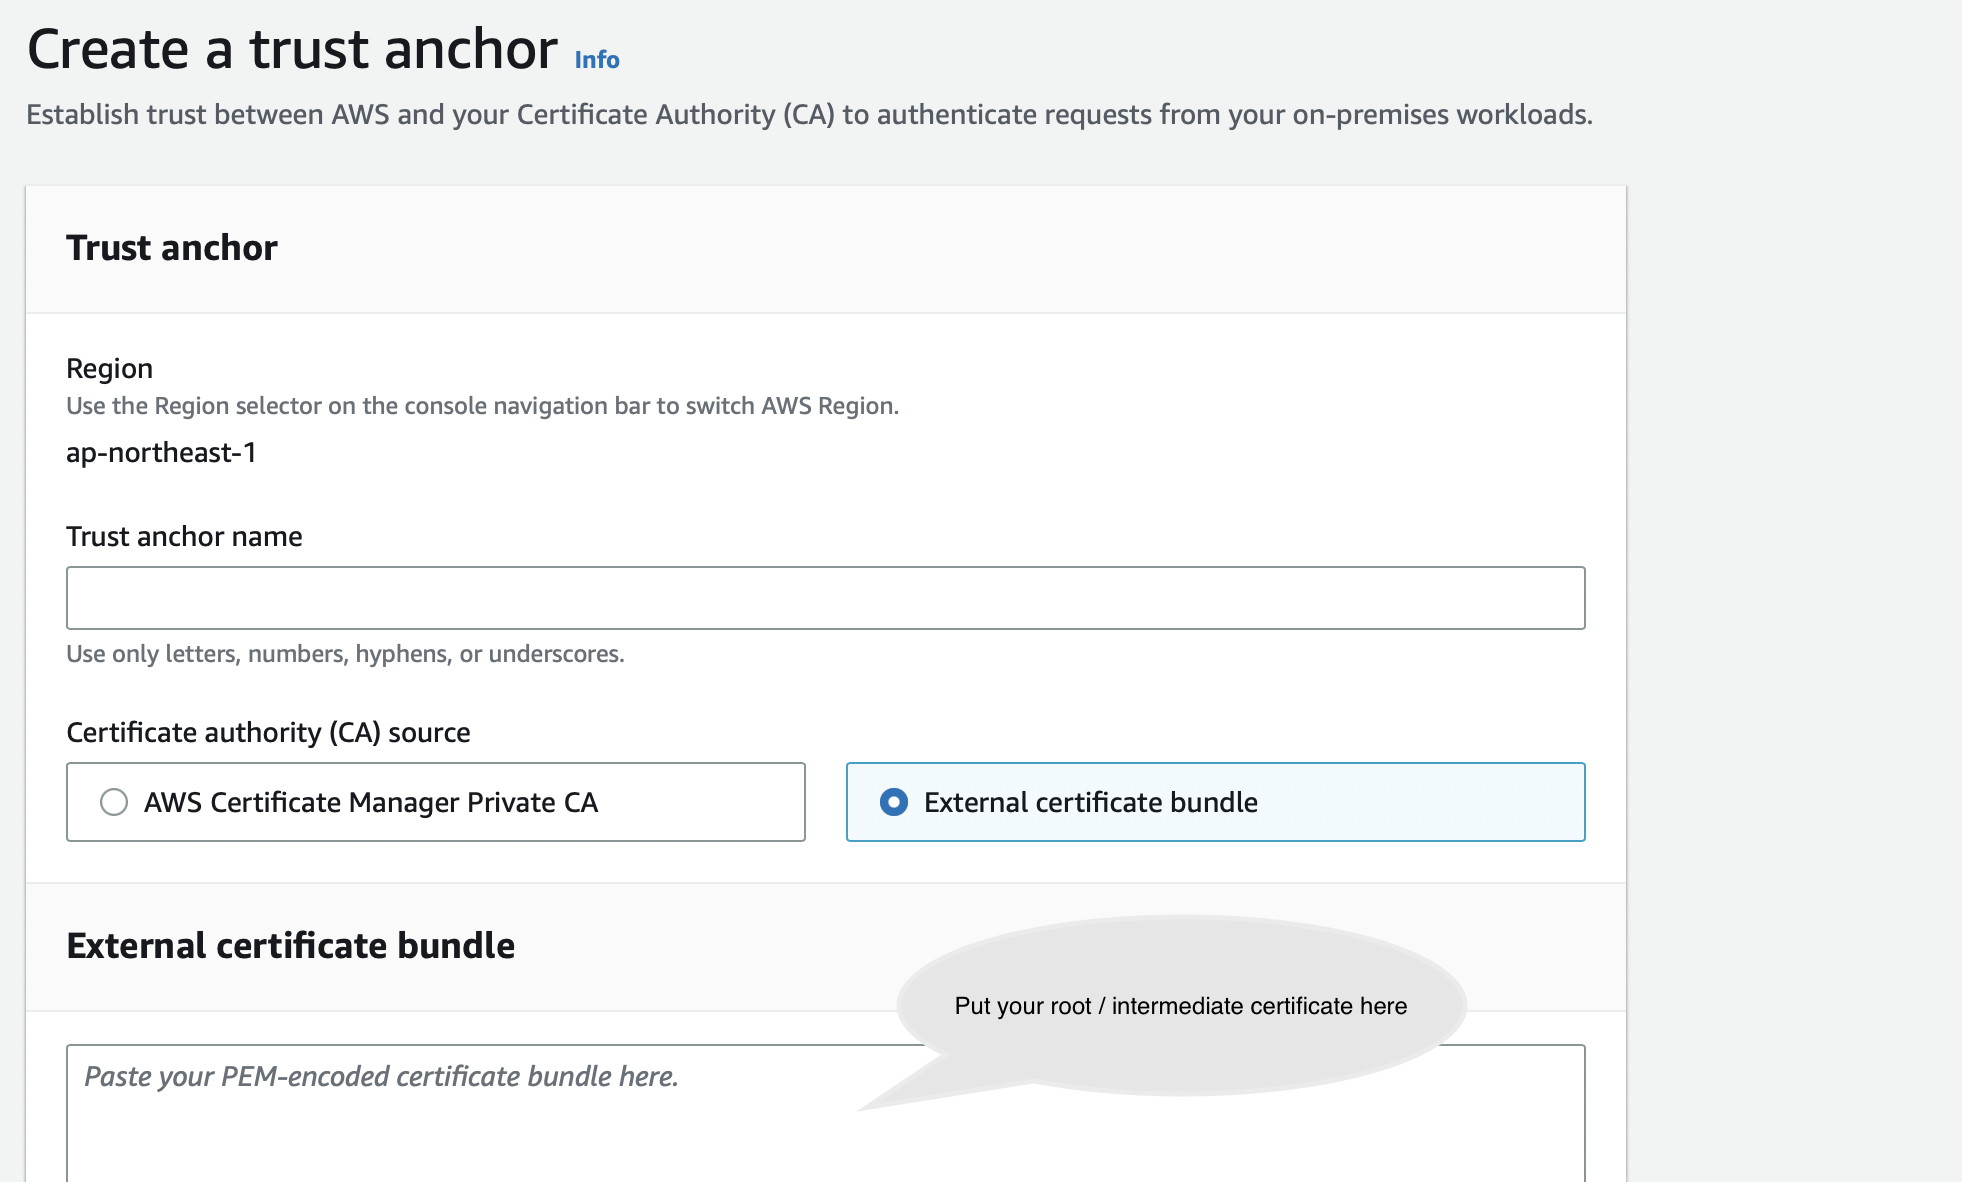 Create a trust anchor Info
Establish trust between AWS and your Certificate Authority (CA) to authenticate requests from your on-premises workloads.
Trust anchor
Region
Use the Region selector on the console navigation bar to switch AWS Region.
ap-northeast-1
Trust anchor name
Use only letters, numbers, hyphens, or underscores.
Certificate authority (CA) source
AWS Certificate Manager Private CA
External certificate bundle
External certificate bundle
Put your root / intermediate certificate here
Paste your PEM-encoded certificate bundle here.